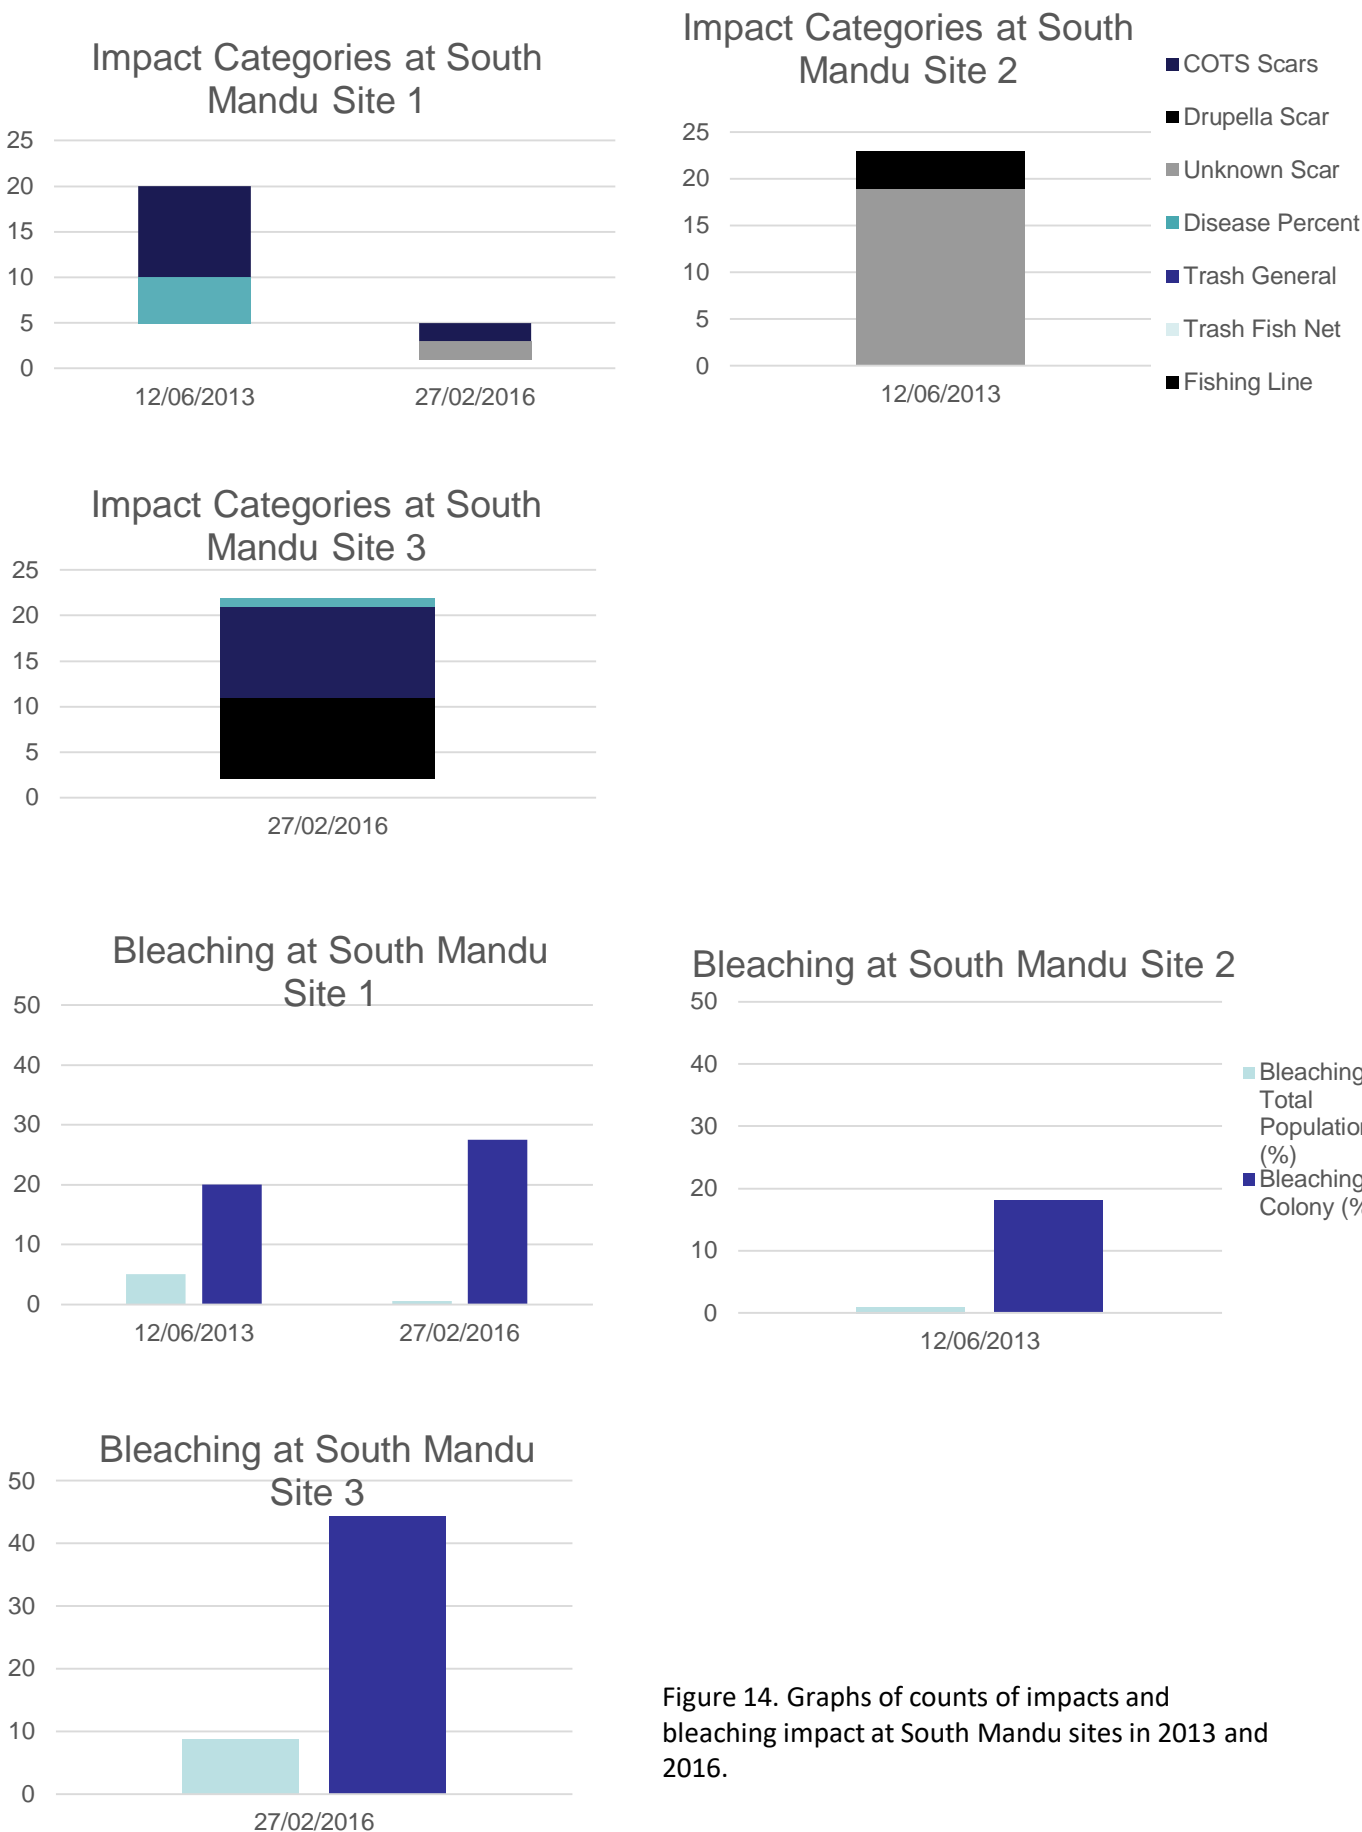 Impact Categories at South
Mandu Site 1
25
20
15
10
5
0
12/06/2013
27/02/2016
Impact Categories at South
Mandu Site 2
25
20
15
10
5
0
12/06/2013
COTS Scars
Drupella Scar
Unknown Scar
Disease Percent
Trash General
Trash Fish Net
Fishing Line
Impact Categories at South
Mandu Site 3
25
20
15
10
5
0
27/02/2016
Bleaching at South Mandu
Site 1
50
40
30
20
10
0
12/06/2013
27/02/2016
Bleaching at South Mandu Site 2
50
40
30
20
10
0
12/06/2013
Bleaching
Total
Population
(%)
Bleaching
Colony (%
Bleaching at South Mandu
Site 3
50
40
30
20
10
0
27/02/2016
Figure 14. Graphs of counts of impacts and
bleaching impact at South Mandu sites in 2013 and
2016.